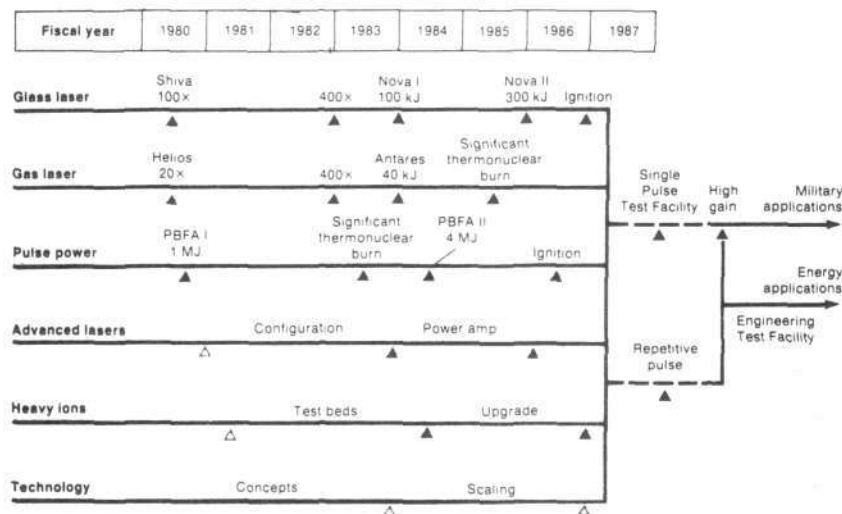 Fiscal year 1980 1981 1982 1983 1984 1985 1986 1987
Shiva Nova I Nova II
Glass laser 100× 400× 100 kJ 300 kJ Ignition
Significant
Helios Antares thermonuclear
Gas laser 20× 400× 40 kJ burn
Single High Military
Pulse gain applications
Test Facility
Significant PBFA II
PBFA I thermonuclear 4 MJ
Pulse power 1 MJ burn Ignition
Energy
applications
Advanced lasers Configuration Power amp
Engineering
Test Facility
Repetitive
pulse
Heavy ions Test beds Upgrade
Technology Concepts Scaling